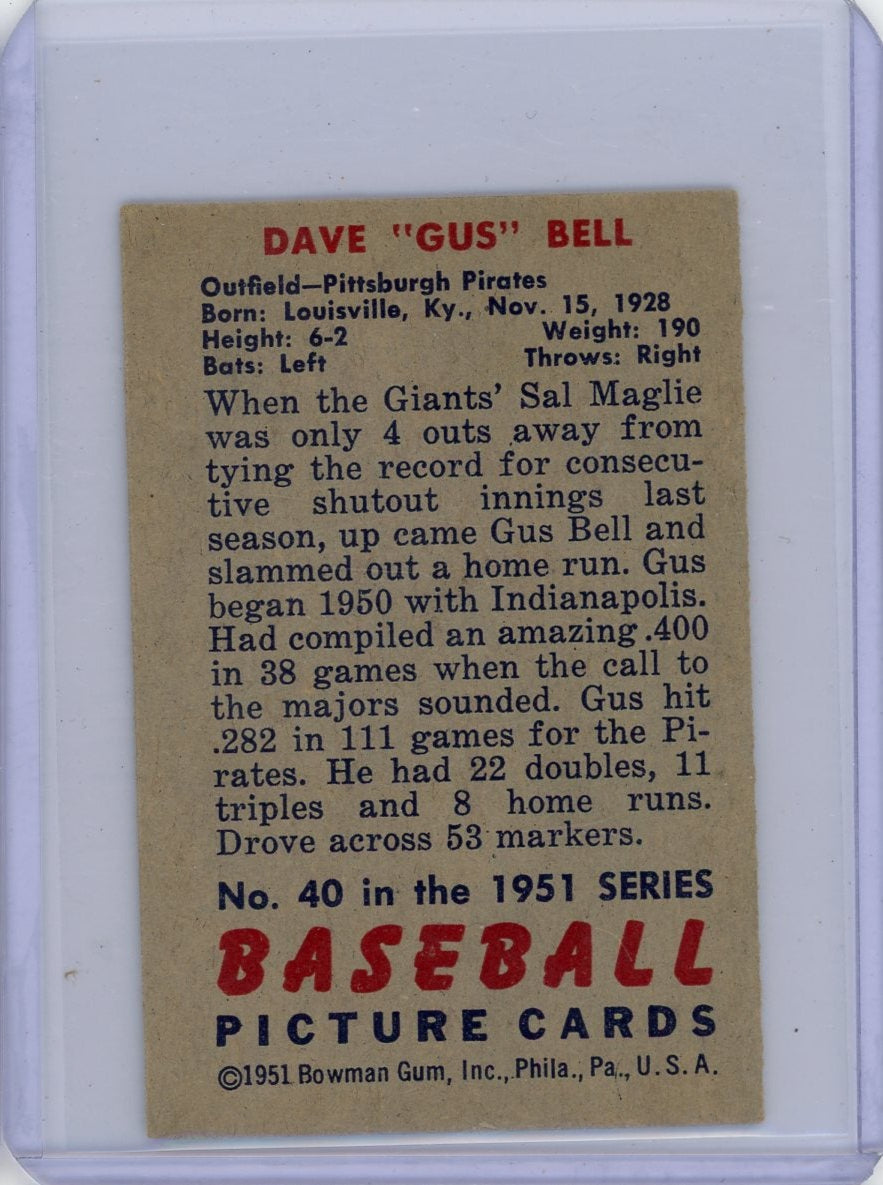 DAVE "GUS" BELL
Outfield—Pittsburgh Pirates
Born: Louisville, Ky., Nov. 15, 1928
Height: 6-2 Weight: 190
Bats: Left Throws: Right
When the Giants' Sal Maglie
was only 4 outs away from
tying the record for consecu-
tive shutout innings last
season, up came Gus Bell and
slammed out a home run. Gus
began 1950 with Indianapolis.
Had compiled an amazing .400
in 38 games when the call to
the majors sounded. Gus hit
.282 in 111 games for the Pi-
rates. He had 22 doubles, 11
triples and 8 home runs.
Drove across 53 markers.
No. 40 in the 1951 SERIES
BASEBALL
PICTURE CARDS
©1951 Bowman Gum, Inc., Phila., Pa., U.S.A.